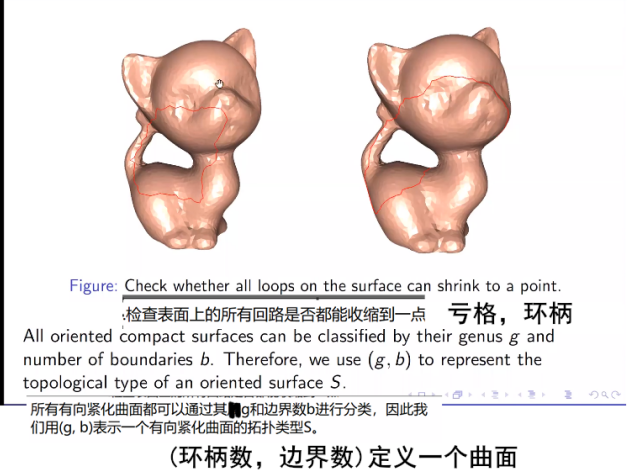 Figure: Check whether all loops on the surface can shrink to a point.
检查表面上的所有回路是否都能收缩到一点
亏格，环柄
All oriented compact surfaces can be classified by their genus g and
number of boundaries b. Therefore, we use (g, b) to represent the
topological type of an oriented surface S.
所有有向紧化曲面都可以通过其g和边界数b进行分类，因此我
们用(g, b)表示一个有向紧化曲面的拓扑类型S。
(环柄数，边界数)定义一个曲面